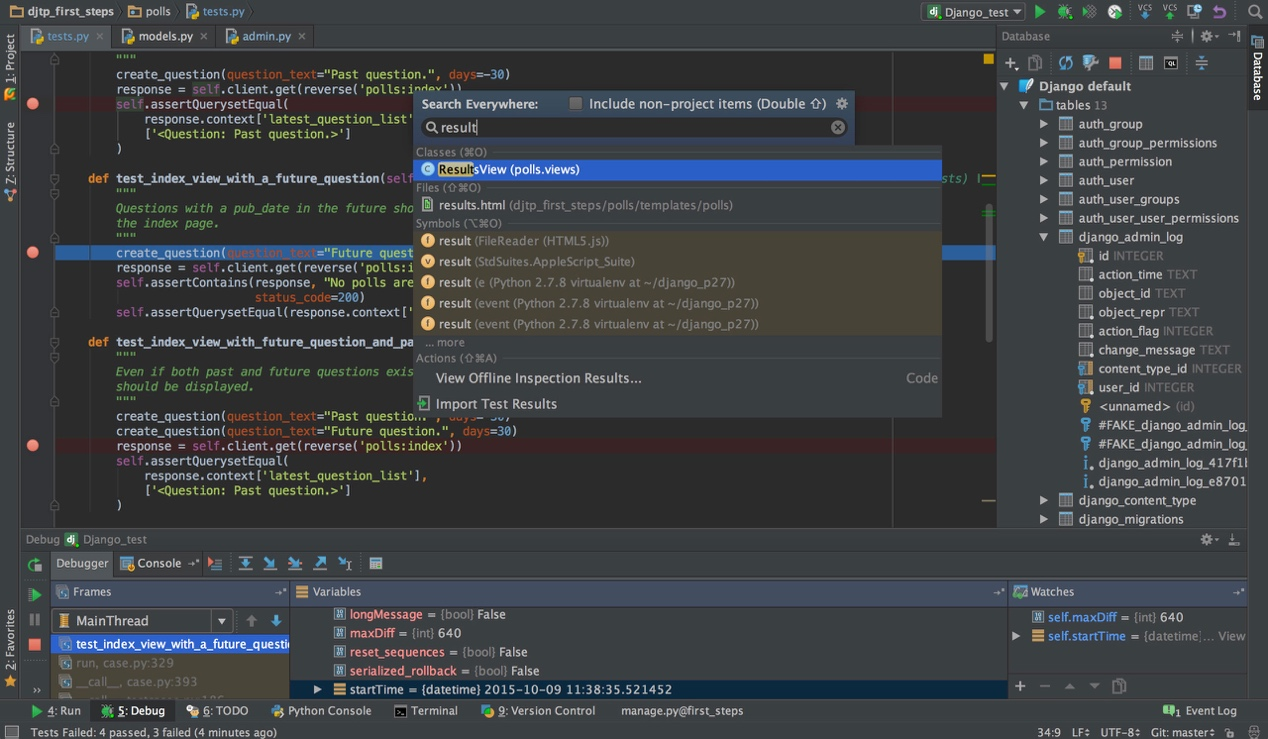 djtp_first_steps polls tests.py
Django_test
VCS VCS
tests.py models.py admin.py
1: Project
Z: Structure
2: Favorites
"""
create_question(question_text="Past question.", days=-30)
response = self.client.get(reverse('polls:index'))
self.assertQuerysetEqual(
response.context['latest_question_list'
['<Question: Past question.>']
)
def test_index_view_with_a_future_question(self
"""
Questions with a pub_date in the future sho
the index page.
"""
create_question(question_text="Future quest
response = self.client.get(reverse('polls:i
self.assertContains(response, "No polls are
status_code=200)
self.assertQuerysetEqual(response.context['
def test_index_view_with_future_question_and_pa
"""
Even if both past and future questions exis
should be displayed.
"""
create_question(question_text="Past question.", days=-30)
create_question(question_text="Future question.", days=30)
response = self.client.get(reverse('polls:index'))
self.assertQuerysetEqual(
response.context['latest_question_list'],
['<Question: Past question.>']
)
Search Everywhere: Include non-project items (Double ⇧)
result
Classes (⌘O)
ResultsView (polls.views)
Files (⇧⌘O)
results.html (djtp_first_steps/polls/templates/polls)
Symbols (⌥⌘O)
result (FileReader (HTML5.js))
result (StdSuites.AppleScript_Suite)
result (e (Python 2.7.8 virtualenv at ~/django_p27))
result (event (Python 2.7.8 virtualenv at ~/django_p27))
result (event (Python 2.7.8 virtualenv at ~/django_p27))
... more
Actions (⇧⌘A)
View Offline Inspection Results... Code
Import Test Results
Database
Database
Django default
tables 13
auth_group
auth_group_permissions
auth_permission
auth_user
auth_user_groups
auth_user_user_permissions
django_admin_log
id INTEGER
action_time TEXT
object_id TEXT
object_repr TEXT
action_flag INTEGER
change_message TEXT
content_type_id INTEGER
user_id INTEGER
<unnamed> (id)
#FAKE_django_admin_log_
#FAKE_django_admin_log_
django_admin_log_417f1
django_admin_log_e8701
django_content_type
django_migrations
Debug Django_test
Debugger Console
Frames
MainThread
test_index_view_with_a_future_questi
run, case.py:329
__call__, case.py:393
Variables
longMessage = {bool} False
maxDiff = {int} 640
reset_sequences = {bool} False
serialized_rollback = {bool} False
startTime = {datetime} 2015-10-09 11:38:35.521452
Watches
self.maxDiff = {int} 640
self.startTime = {datetime}... View
4: Run 5: Debug 6: TODO Python Console Terminal 9: Version Control manage.py@first_steps 1 Event Log
Tests Failed: 4 passed, 3 failed (4 minutes ago) 34:9 LF UTF-8 Git: master